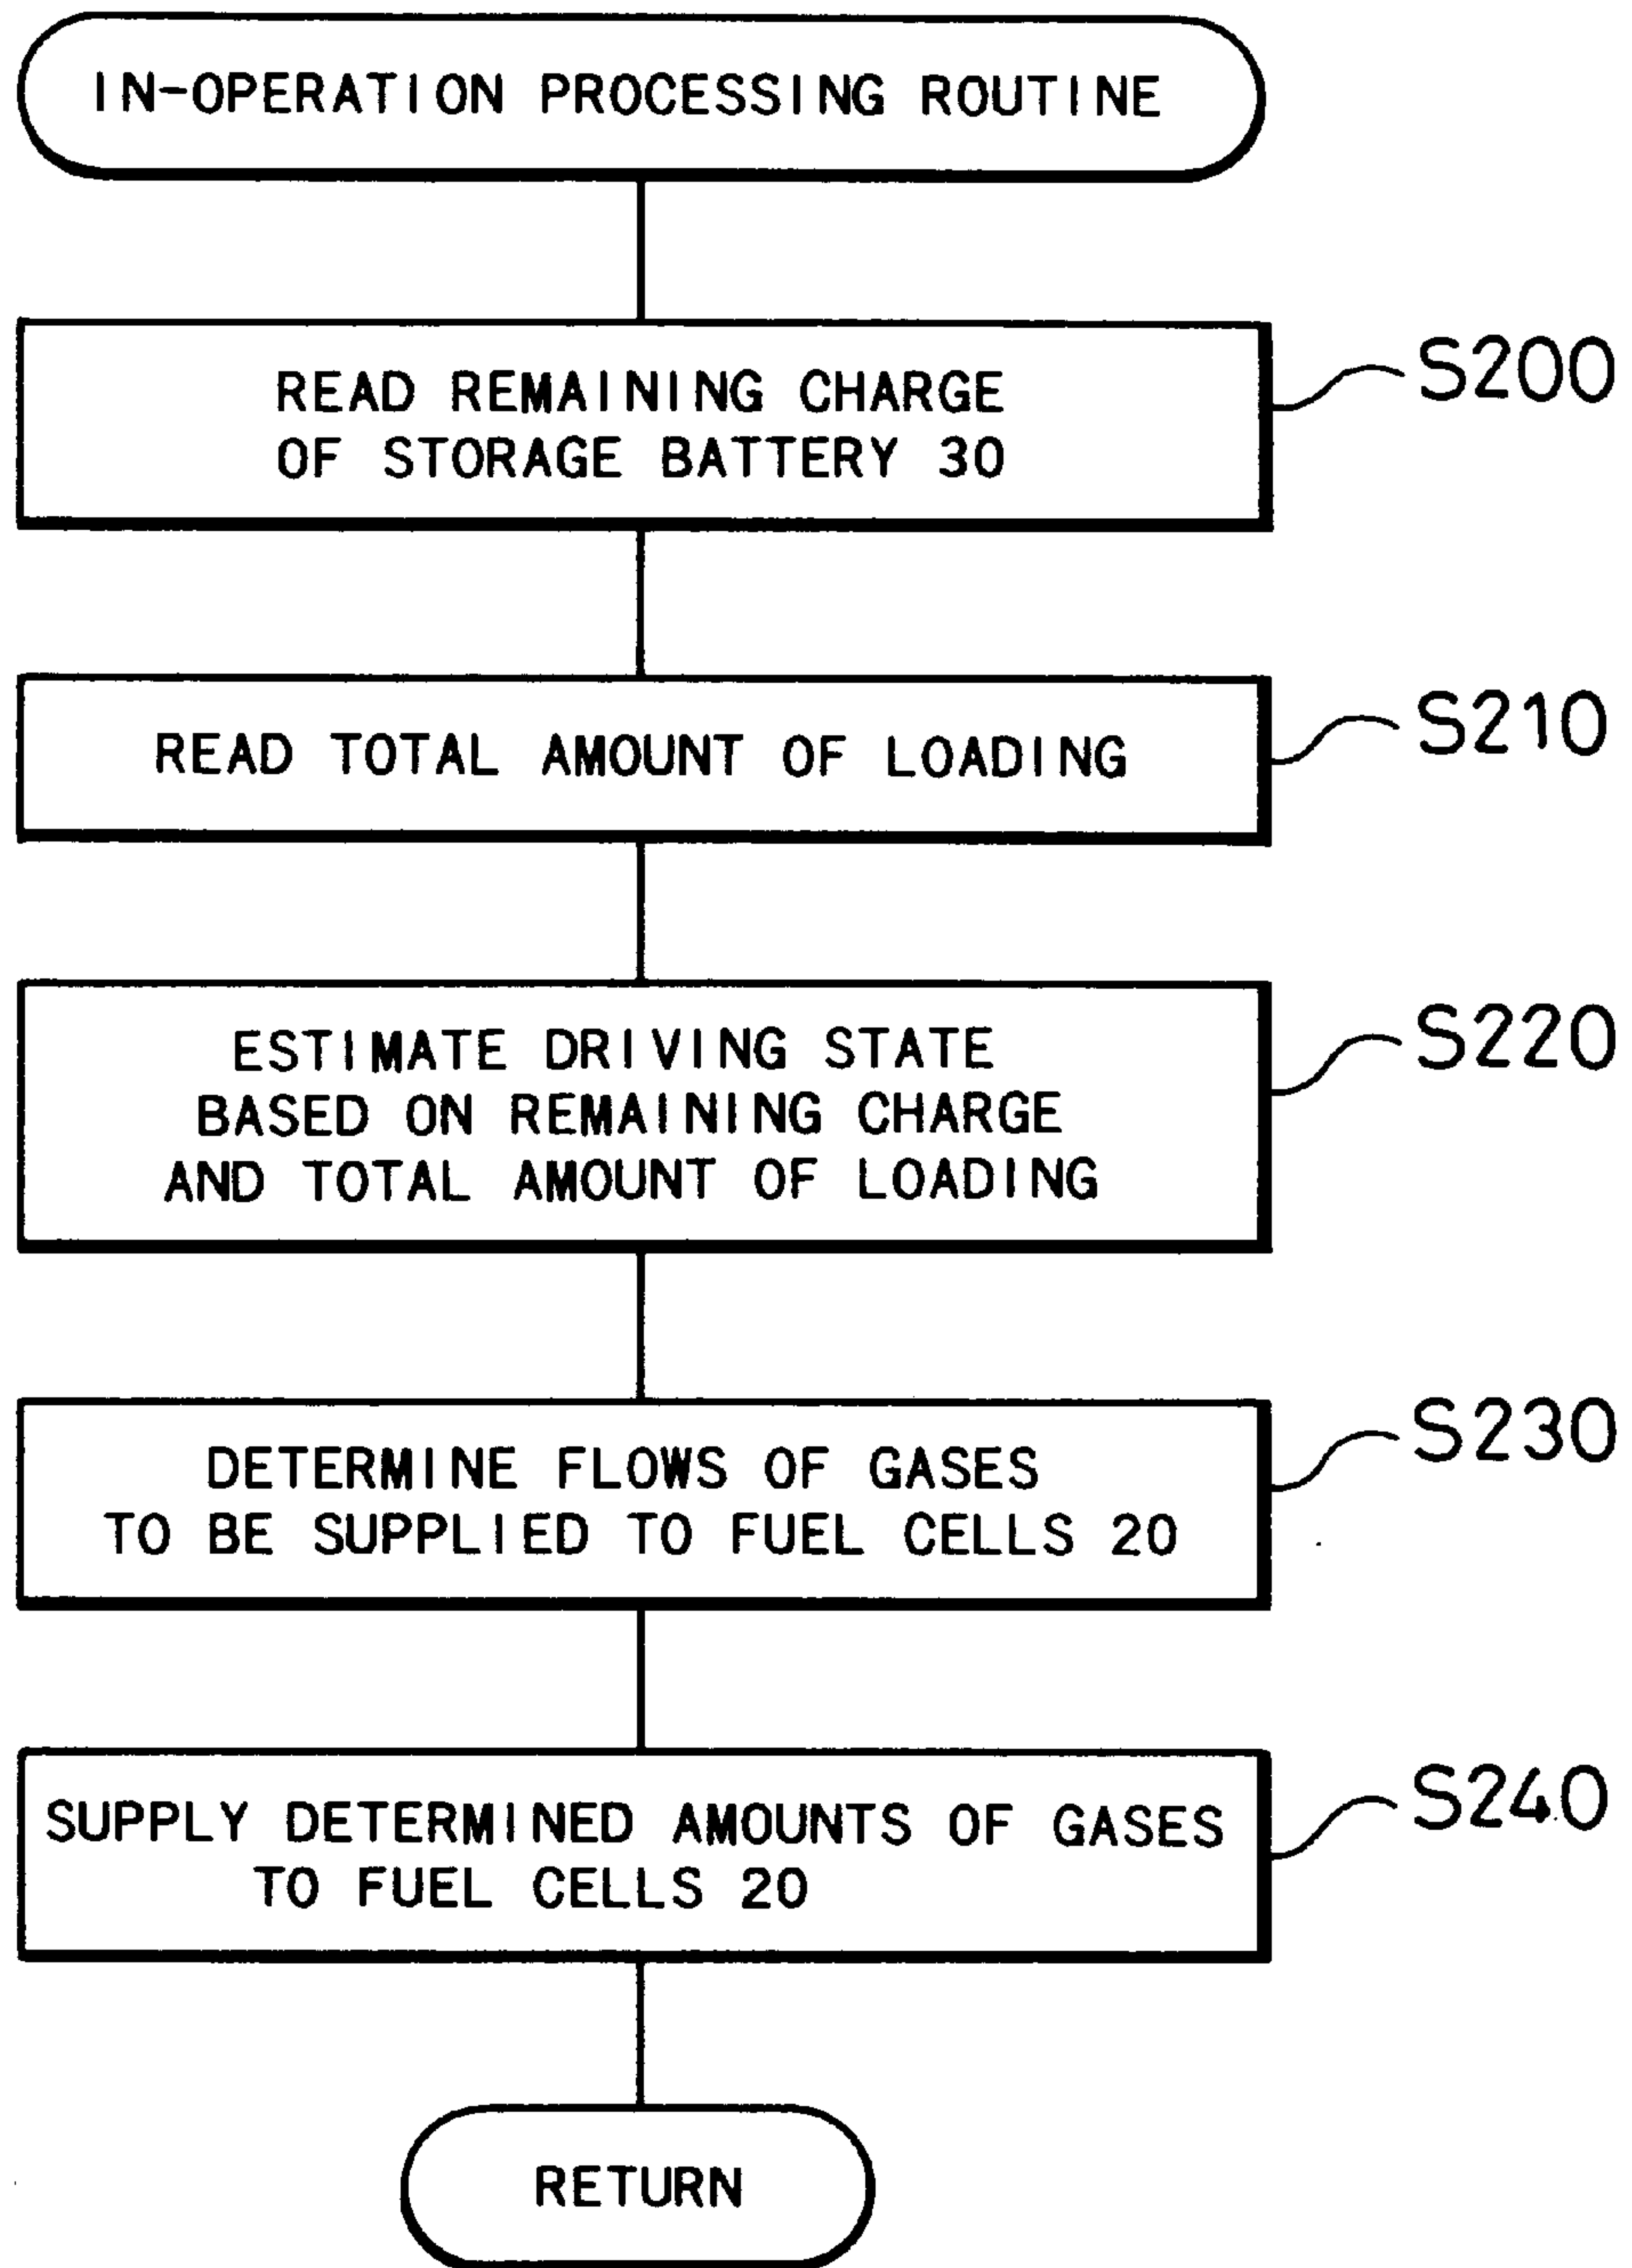 IN-OPERATION PROCESSING ROUTINE
READ REMAINING CHARGE
OF STORAGE BATTERY 30
S200
READ TOTAL AMOUNT OF LOADING
S210
ESTIMATE DRIVING STATE
BASED ON REMAINING CHARGE
AND TOTAL AMOUNT OF LOADING
S220
DETERMINE FLOWS OF GASES
TO BE SUPPLIED TO FUEL CELLS 20
S230
SUPPLY DETERMINED AMOUNTS OF GASES
TO FUEL CELLS 20
S240
RETURN